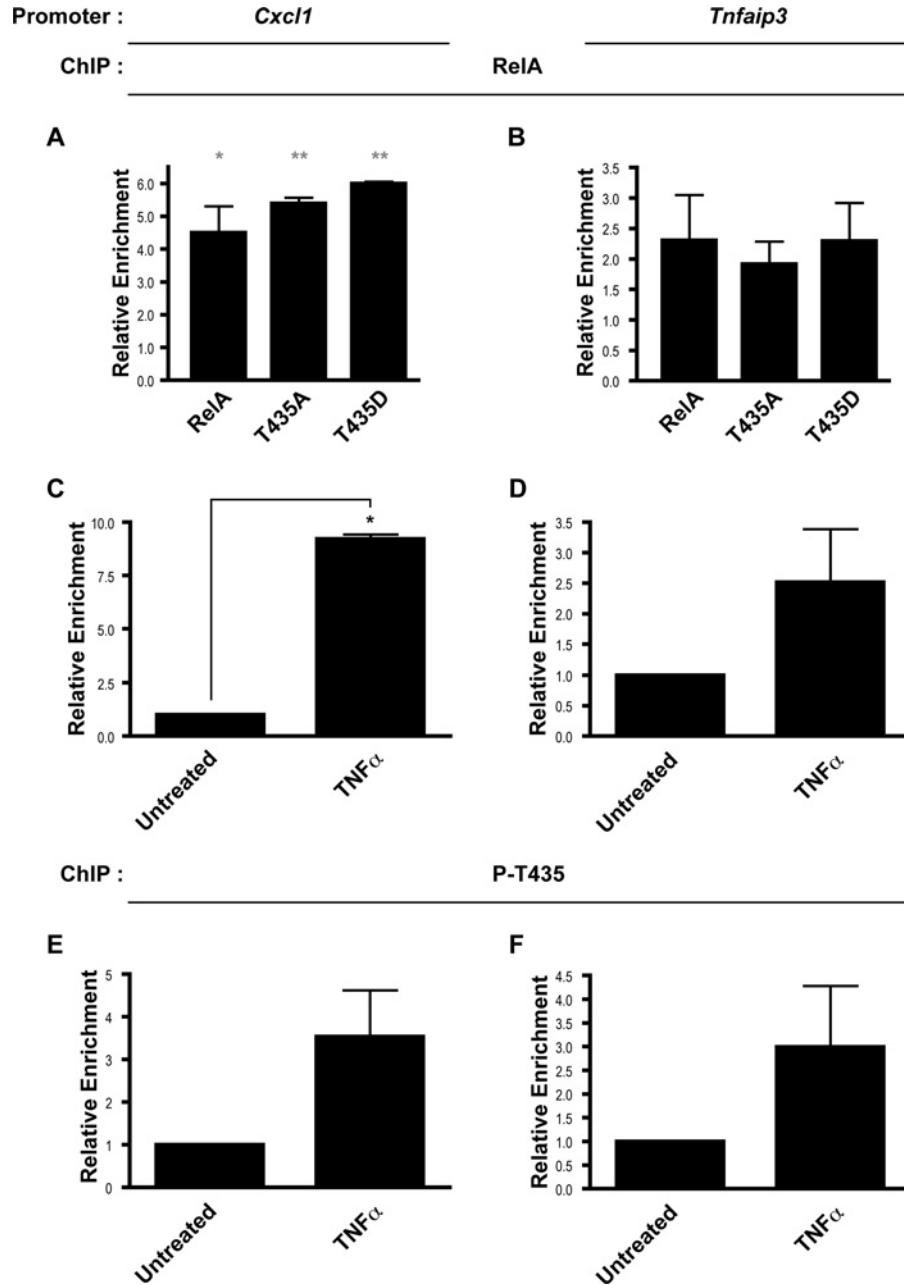 Promoter : Cxcl1 Tnfaip3
ChIP : RelA
A
* ** **
Relative Enrichment
6.0
5.0
4.0
3.0
2.0
1.0
0.0
RelA T435A T435D
B
Relative Enrichment
3.5
3.0
2.5
2.0
1.5
1.0
0.5
0.0
RelA T435A T435D
C
*
Relative Enrichment
10.0
7.5
5.0
2.5
0.0
Untreated TNFα
D
Relative Enrichment
3.5
3.0
2.5
2.0
1.5
1.0
0.5
0.0
Untreated TNFα
ChIP : P-T435
E
Relative Enrichment
5
4
3
2
1
0
Untreated TNFα
F
Relative Enrichment
4.5
4.0
3.5
3.0
2.5
2.0
1.5
1.0
0.5
0.0
Untreated TNFα